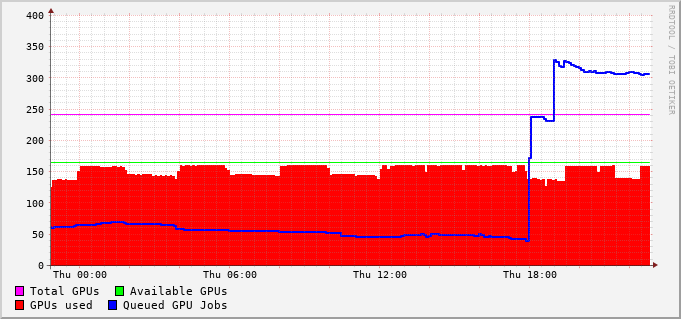 400
350
300
250
200
150
100
50
0
Thu 00:00 Thu 06:00 Thu 12:00 Thu 18:00
Total GPUs Available GPUs
GPUs used Queued GPU Jobs
RRDTOOL / TOBI OETIKER